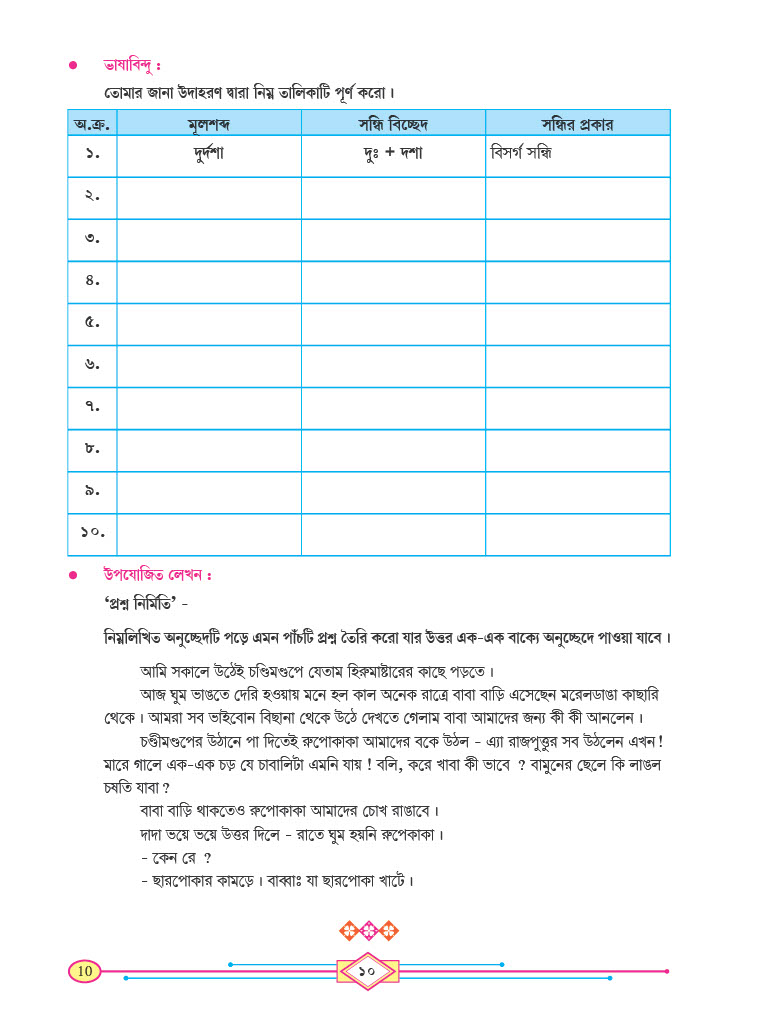 ভাষাবিন্দু :
তোমার জানা উদাহরণ দ্বারা নিম্ন তালিকাটি পূর্ণ করো।
অ.ক্র. মূলশব্দ সন্ধি বিচ্ছেদ সন্ধির প্রকার
১. দুর্দশা দুঃ + দশা বিসর্গ সন্ধি
২.
৩.
৪.
৫.
৬.
৭.
৮.
৯.
১০.
উপযোজিত লেখন :
‘প্রশ্ন নির্মিতি’ -
নিম্নলিখিত অনুচ্ছেদটি পড়ে এমন পাঁচটি প্রশ্ন তৈরি করো যার উত্তর এক-এক বাক্যে অনুচ্ছেদে পাওয়া যাবে।
আমি সকালে উঠেই চণ্ডিমণ্ডপে যেতাম হিরুমাষ্টারের কাছে পড়তে।
আজ ঘুম ভাঙতে দেরি হওয়ায় মনে হল কাল অনেক রাত্রে বাবা বাড়ি এসেছেন মরেলডাঙা কাছারি
থেকে। আমরা সব ভাইবোন বিছানা থেকে উঠে দেখতে গেলাম বাবা আমাদের জন্য কী কী আনলেন।
চণ্ডীমণ্ডপের উঠানে পা দিতেই রুপোকাকা আমাদের বকে উঠল - এ্যা রাজপুত্তুর সব উঠলেন এখন!
মারে গালে এক-এক চড় যে চাবালিটা এমনি যায়! বলি, করে খাবা কী ভাবে ? বামুনের ছেলে কি লাঙল
চষতি যাবা?
বাবা বাড়ি থাকতেও রুপোকাকা আমাদের চোখ রাঙাবে।
দাদা ভয়ে ভয়ে উত্তর দিলে - রাতে ঘুম হয়নি রুপেকাকা।
- কেন রে ?
- ছারপোকার কামড়ে। বাব্বাঃ যা ছারপোকা খাটে।
10
১০